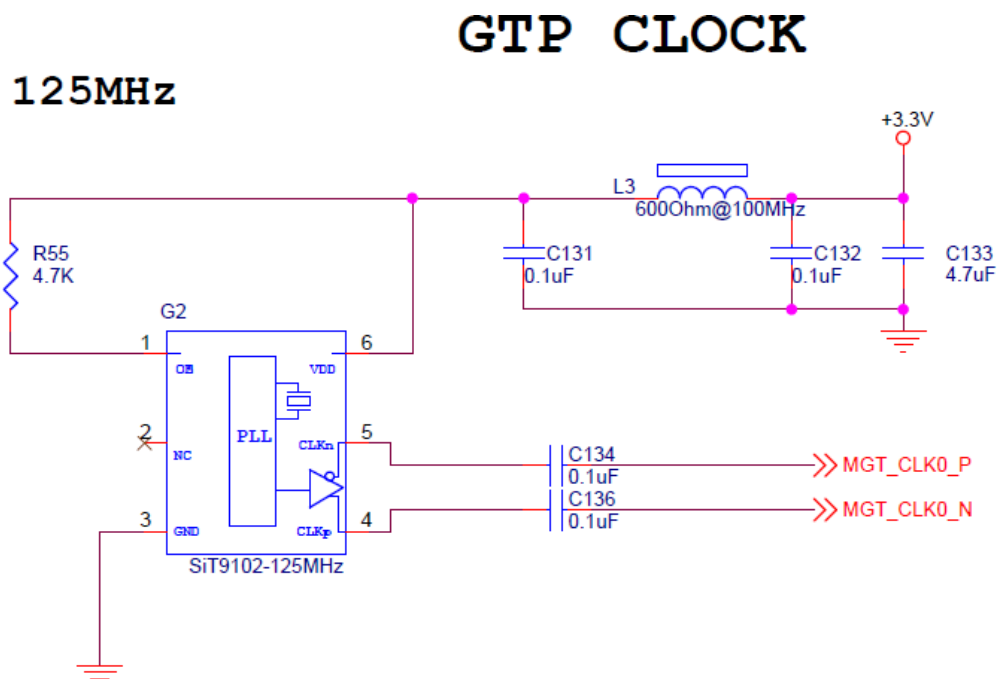 GTP CLOCK
125MHz
+3.3V
L3
600Ohm@100MHz
R55
4.7K
C131
0.1uF
C132
0.1uF
C133
4.7uF
G2
1
6
OE
VDD
2
5
PLL
CLKn
NC
C134
0.1uF
MGT_CLK0_P
C136
0.1uF
MGT_CLK0_N
3
4
GND
CLKp
SiT9102-125MHz